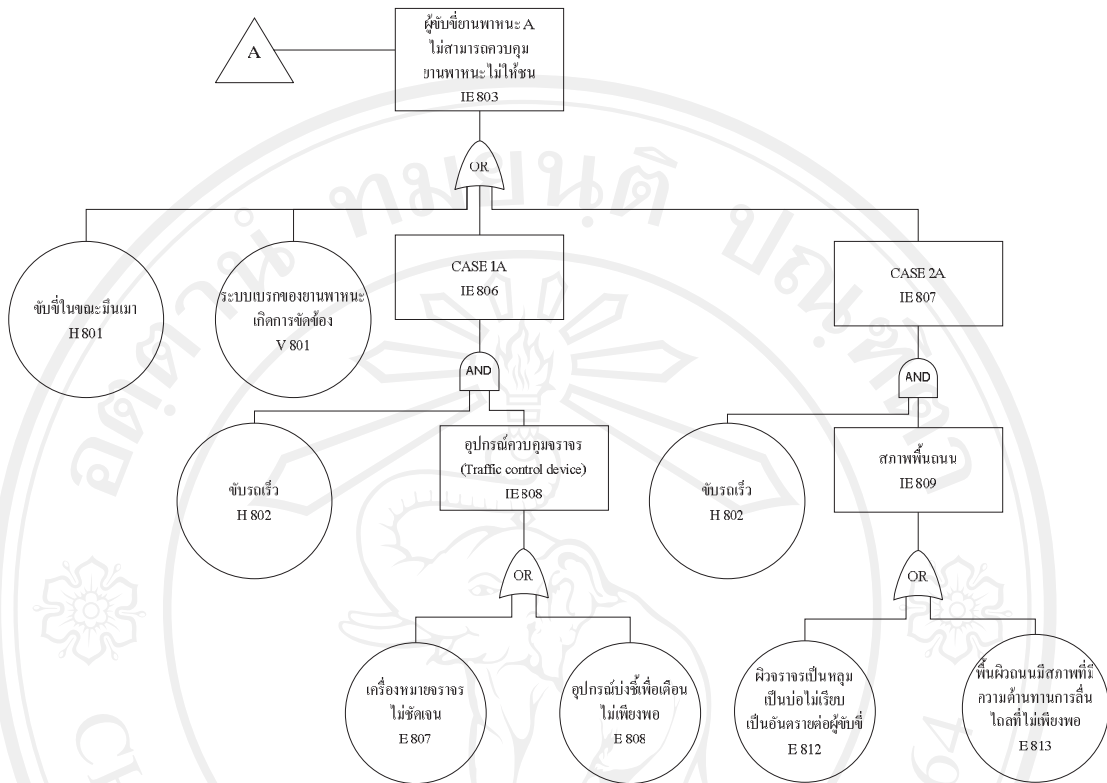 A
ผู้ขับขี่ยานพาหนะ A
ไม่สามารถควบคุม
ยานพาหนะไม่ให้ชน
IE 803
OR
ขับขี่ในขณะมึนเมา
H 801
ระบบเบรกของยานพาหนะ
เกิดการขัดข้อง
V 801
CASE 1A
IE 806
CASE 2A
IE 807
AND
AND
ขับรถเร็ว
H 802
อุปกรณ์ควบคุมจราจร
(Traffic control device)
IE 808
ขับรถเร็ว
H 802
สภาพพื้นถนน
IE 809
OR
OR
เครื่องหมายจราจร
ไม่ชัดเจน
E 807
อุปกรณ์บ่งชี้เพื่อเตือน
ไม่เพียงพอ
E 808
ผิวจราจรเป็นหลุม
เป็นบ่อไม่เรียบ
เป็นอันตรายต่อผู้ขับขี่
E 812
พื้นผิวถนนมีสภาพที่มี
ความต้านทานการลื่น
ไถลที่ไม่เพียงพอ
E 813
64